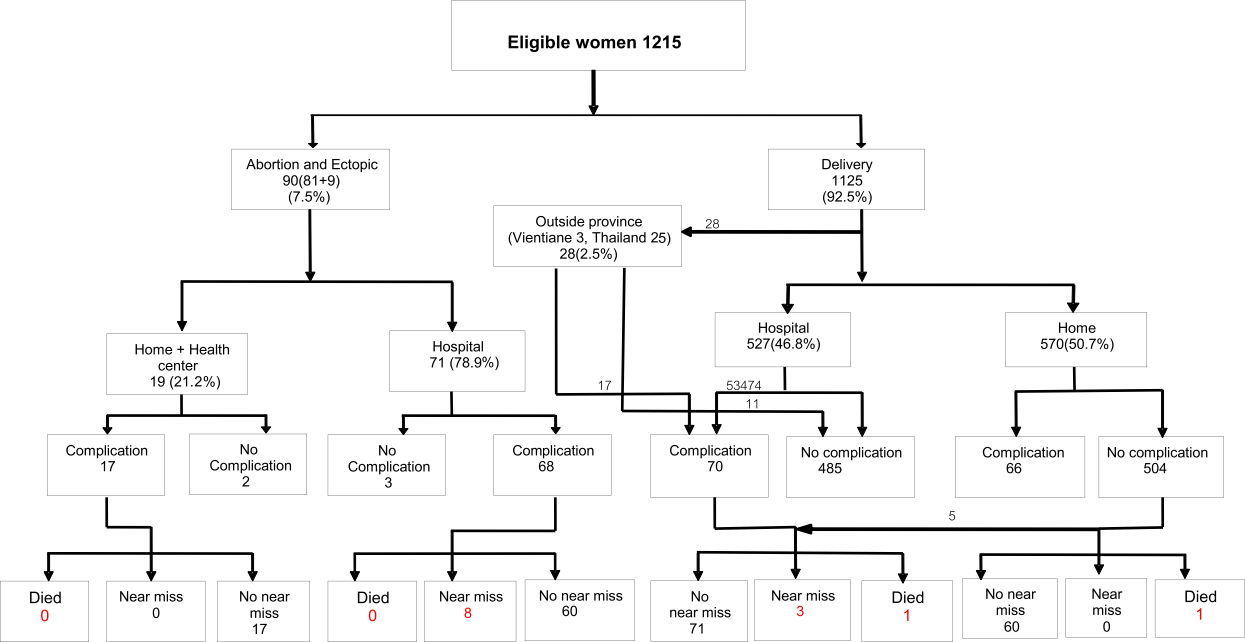 Eligible women 1215
Abortion and Ectopic
90(81+9)
(7.5%)
Delivery
1125
(92.5%)
Outside province
(Vientiane 3, Thailand 25)
28(2.5%)
28
Home + Health
center
19 (21.2%)
Hospital
71 (78.9%)
Hospital
527(46.8%)
Home
570(50.7%)
17
53474
11
Complication
17
No
Complication
2
No
Complication
3
Complication
68
Complication
70
No complication
485
Complication
66
No complication
504
5
Died
0
Near miss
0
No near
miss
17
Died
0
Near miss
8
No near miss
60
No
near miss
71
Near miss
3
Died
1
No near
miss
60
Near
miss
0
Died
1